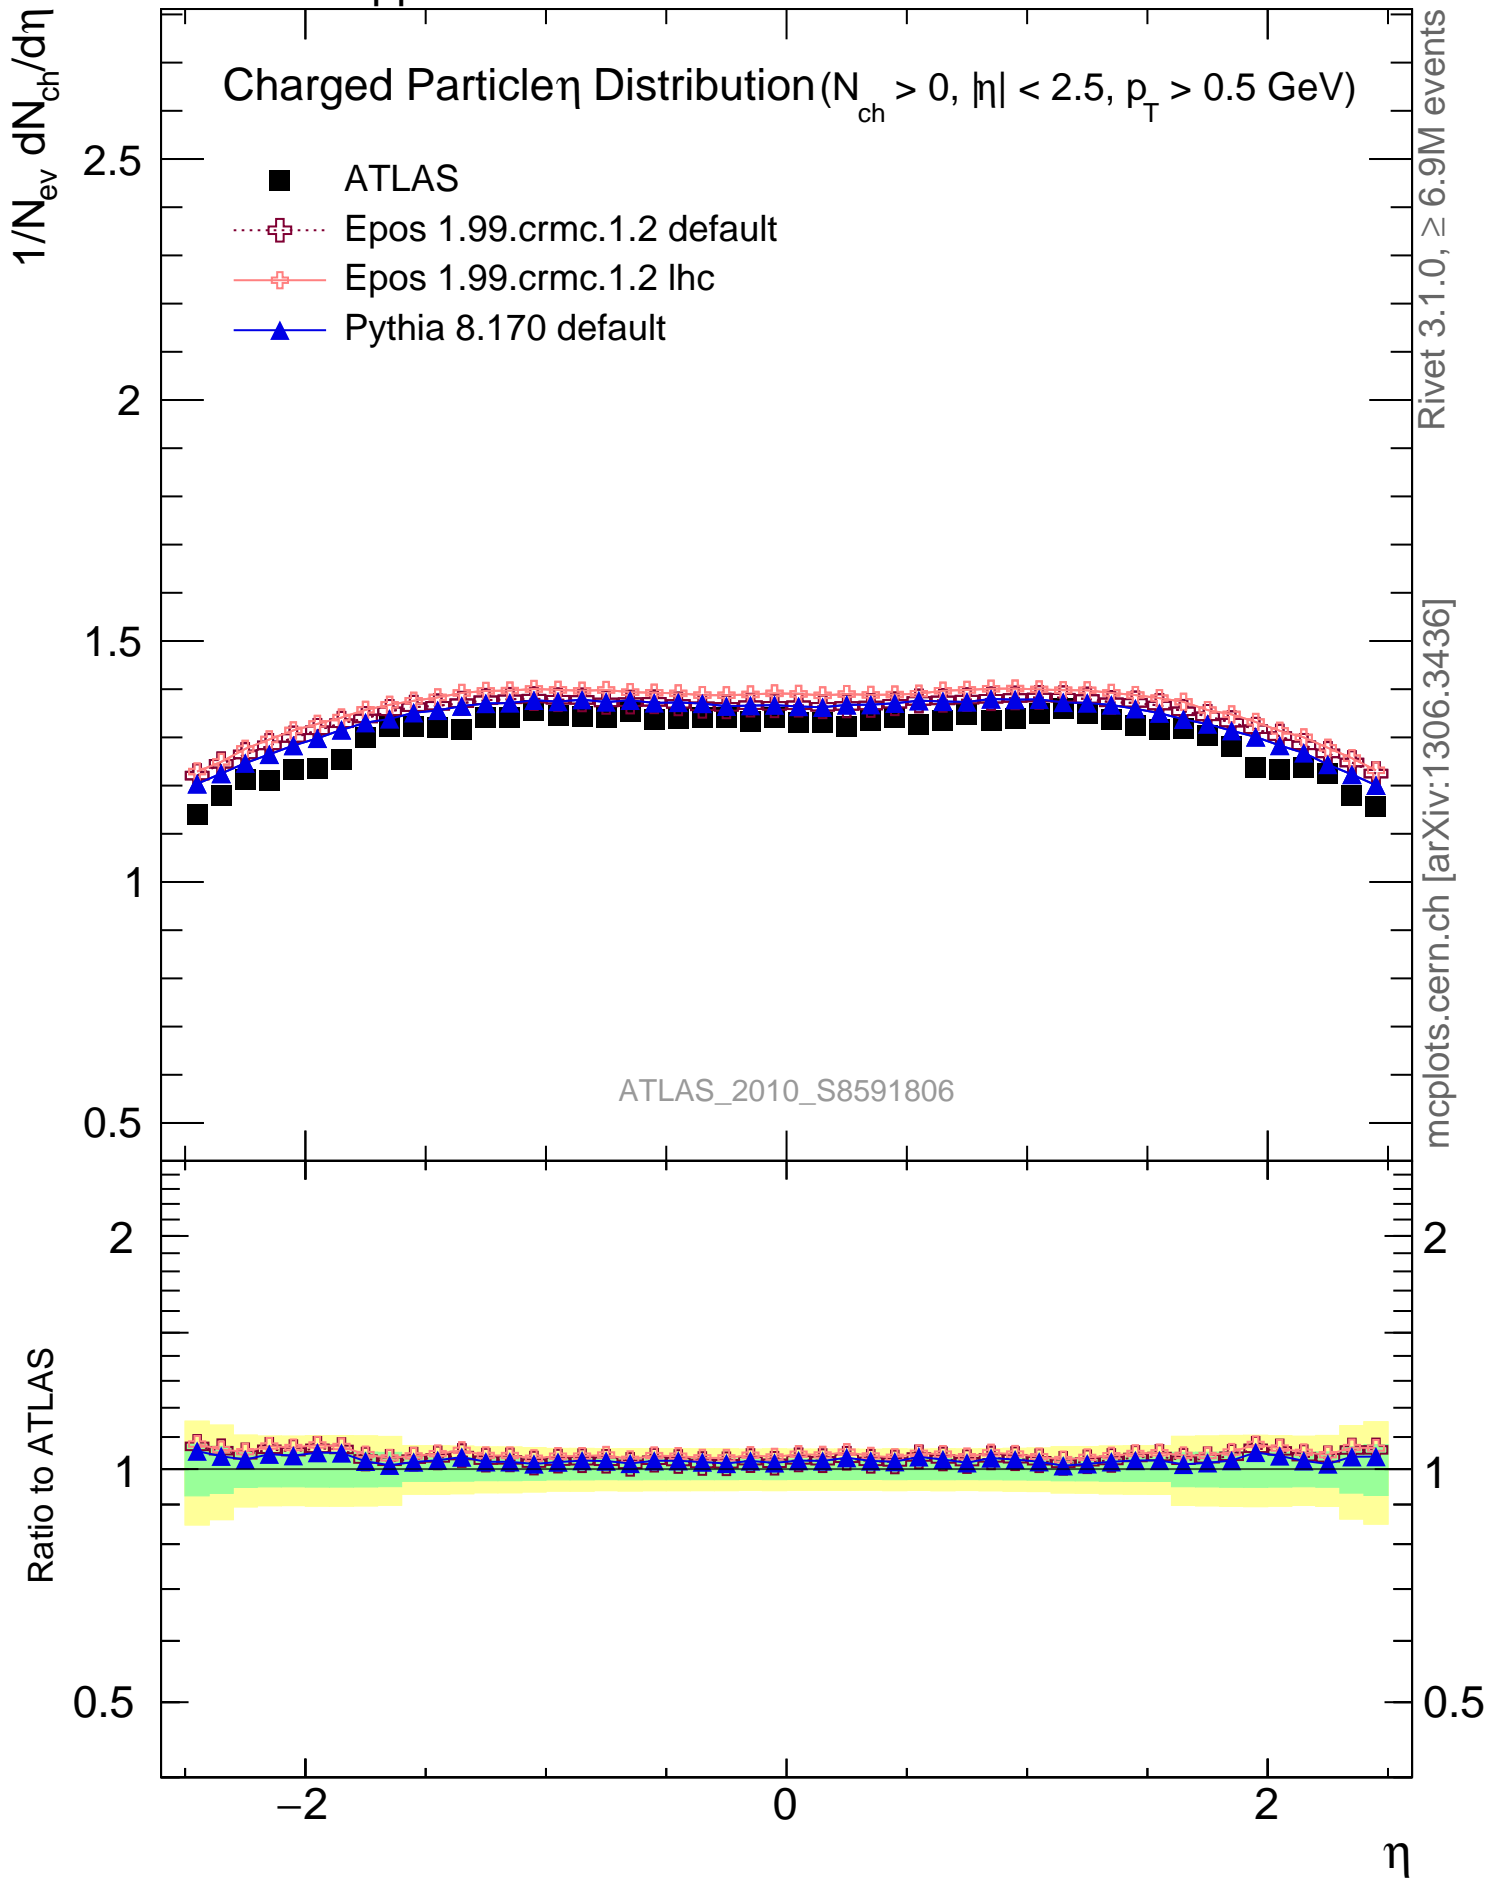 Charged Particleη Distribution (N_ch > 0, |η| < 2.5, p_T > 0.5 GeV)
1/N_ev dN_ch/dη
ATLAS
Epos 1.99.crmc.1.2 default
Epos 1.99.crmc.1.2 lhc
Pythia 8.170 default
2.5
2
1.5
1
0.5
ATLAS_2010_S8591806
Rivet 3.1.0, ≥ 6.9M events
mcplots.cern.ch [arXiv:1306.3436]
Ratio to ATLAS
2
1
0.5
2
1
0.5
−2
0
2
η